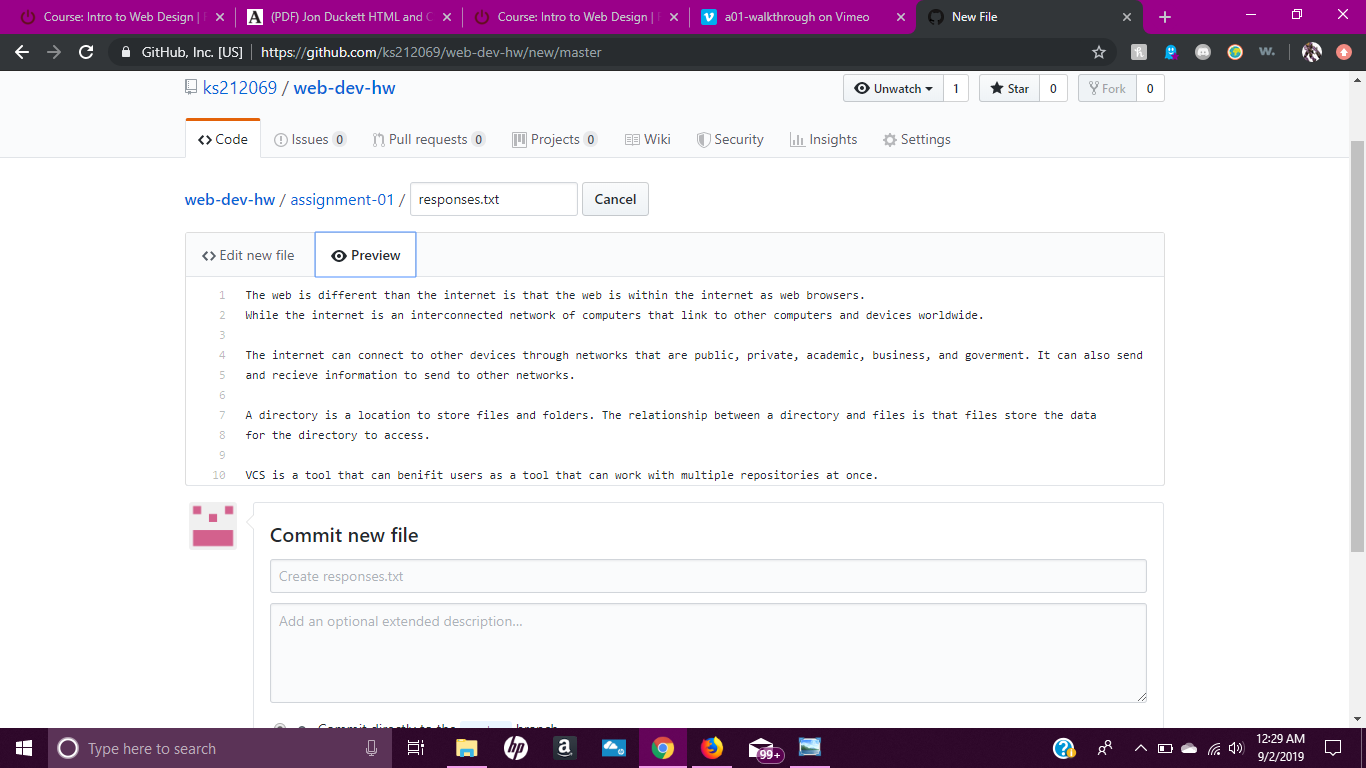 Course: Intro to Web Design |
(PDF) Jon Duckett HTML and
Course: Intro to Web Design |
a01-walkthrough on Vimeo
New File
GitHub, Inc. [US] | https://github.com/ks212069/web-dev-hw/new/master
W.
ks212069 / web-dev-hw
Unwatch 1 Star 0 Fork 0
Code Issues 0 Pull requests 0 Projects 0 Wiki Security Insights Settings
web-dev-hw / assignment-01 / responses.txt Cancel
Edit new file Preview
1 The web is different than the internet is that the web is within the internet as web browsers.
2 While the internet is an interconnected network of computers that link to other computers and devices worldwide.
3
4 The internet can connect to other devices through networks that are public, private, academic, business, and goverment. It can also send
5 and recieve information to send to other networks.
6
7 A directory is a location to store files and folders. The relationship between a directory and files is that files store the data
8 for the directory to access.
9
10 VCS is a tool that can benifit users as a tool that can work with multiple repositories at once.
Commit new file
Create responses.txt
Add an optional extended description...
Commit directly to the branch
Type here to search
99+
12:29 AM
9/2/2019